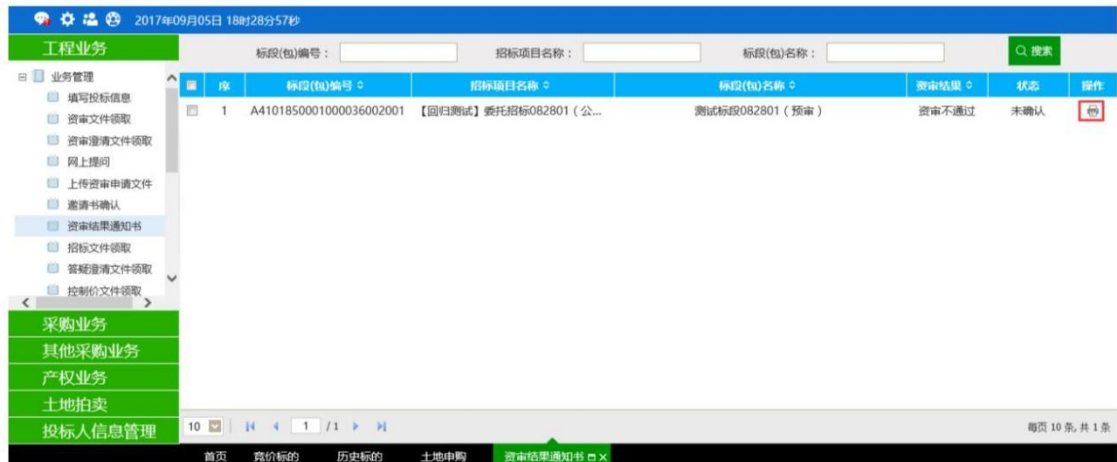 2017年09月05日 18时28分57秒
工程业务
标段(包)编号： 招标项目名称： 标段(包)名称： 搜索
业务管理
填写投标信息
资审文件领取
资审澄清文件领取
网上提问
上传资审申请文件
邀请书确认
资审结果通知书
招标文件领取
答疑澄清文件领取
控制价文件领取
序 标段(包)编号 招标项目名称 标段(包)名称 资审结果 状态 操作
1 A4101850001000036002001 【回归测试】委托招标082801（公... 测试标段082801（预审） 资审不通过 未确认
采购业务
其他采购业务
产权业务
土地拍卖
投标人信息管理
10 1 /1 每页 10 条, 共 1 条
首页 竞价标的 历史标的 土地申购 资审结果通知书